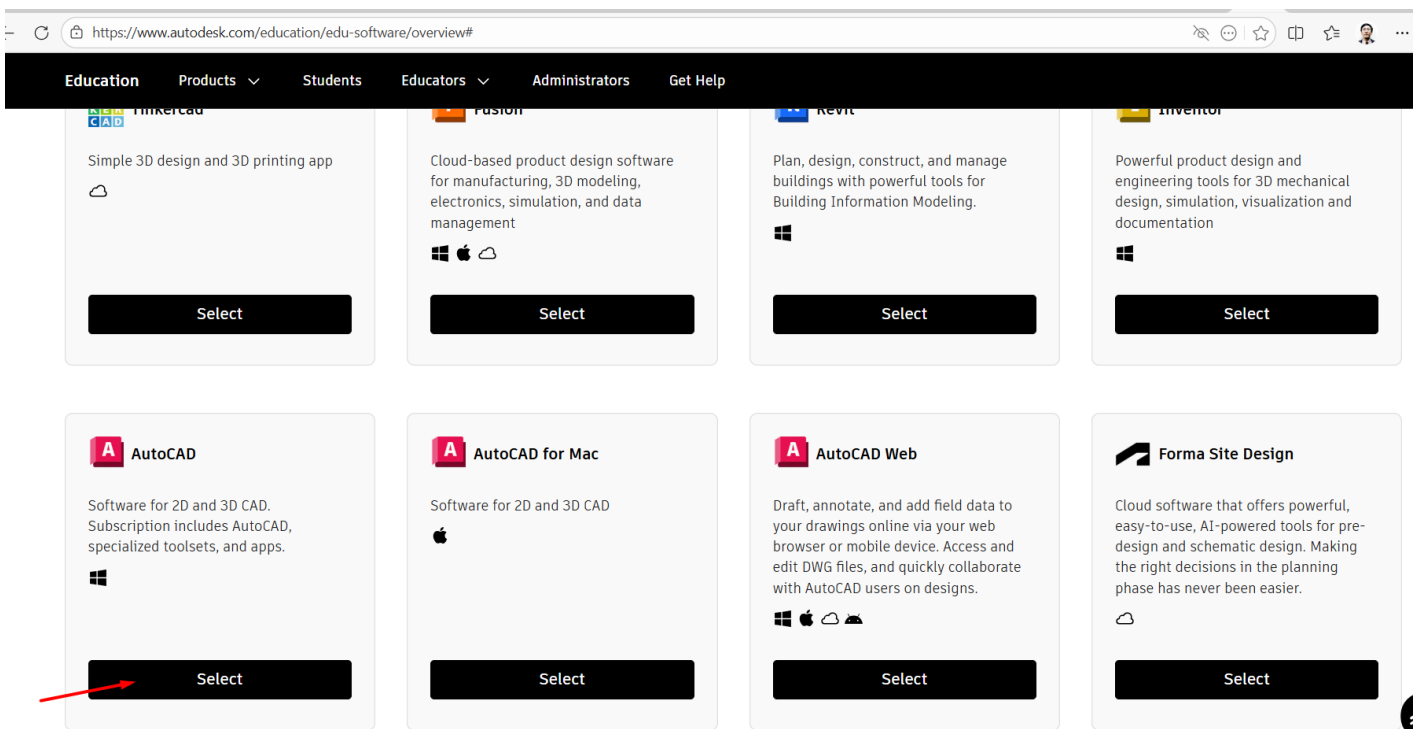 https://www.autodesk.com/education/edu-software/overview#
Education Products Students Educators Administrators Get Help
Tinkercad
Simple 3D design and 3D printing app
Select
Fusion
Cloud-based product design software
for manufacturing, 3D modeling,
electronics, simulation, and data
management
Select
Revit
Plan, design, construct, and manage
buildings with powerful tools for
Building Information Modeling.
Select
Inventor
Powerful product design and
engineering tools for 3D mechanical
design, simulation, visualization and
documentation
Select
A AutoCAD
Software for 2D and 3D CAD.
Subscription includes AutoCAD,
specialized toolsets, and apps.
Select
A AutoCAD for Mac
Software for 2D and 3D CAD
Select
A AutoCAD Web
Draft, annotate, and add field data to
your drawings online via your web
browser or mobile device. Access and
edit DWG files, and quickly collaborate
with AutoCAD users on designs.
Select
Forma Site Design
Cloud software that offers powerful,
easy-to-use, AI-powered tools for pre-
design and schematic design. Making
the right decisions in the planning
phase has never been easier.
Select